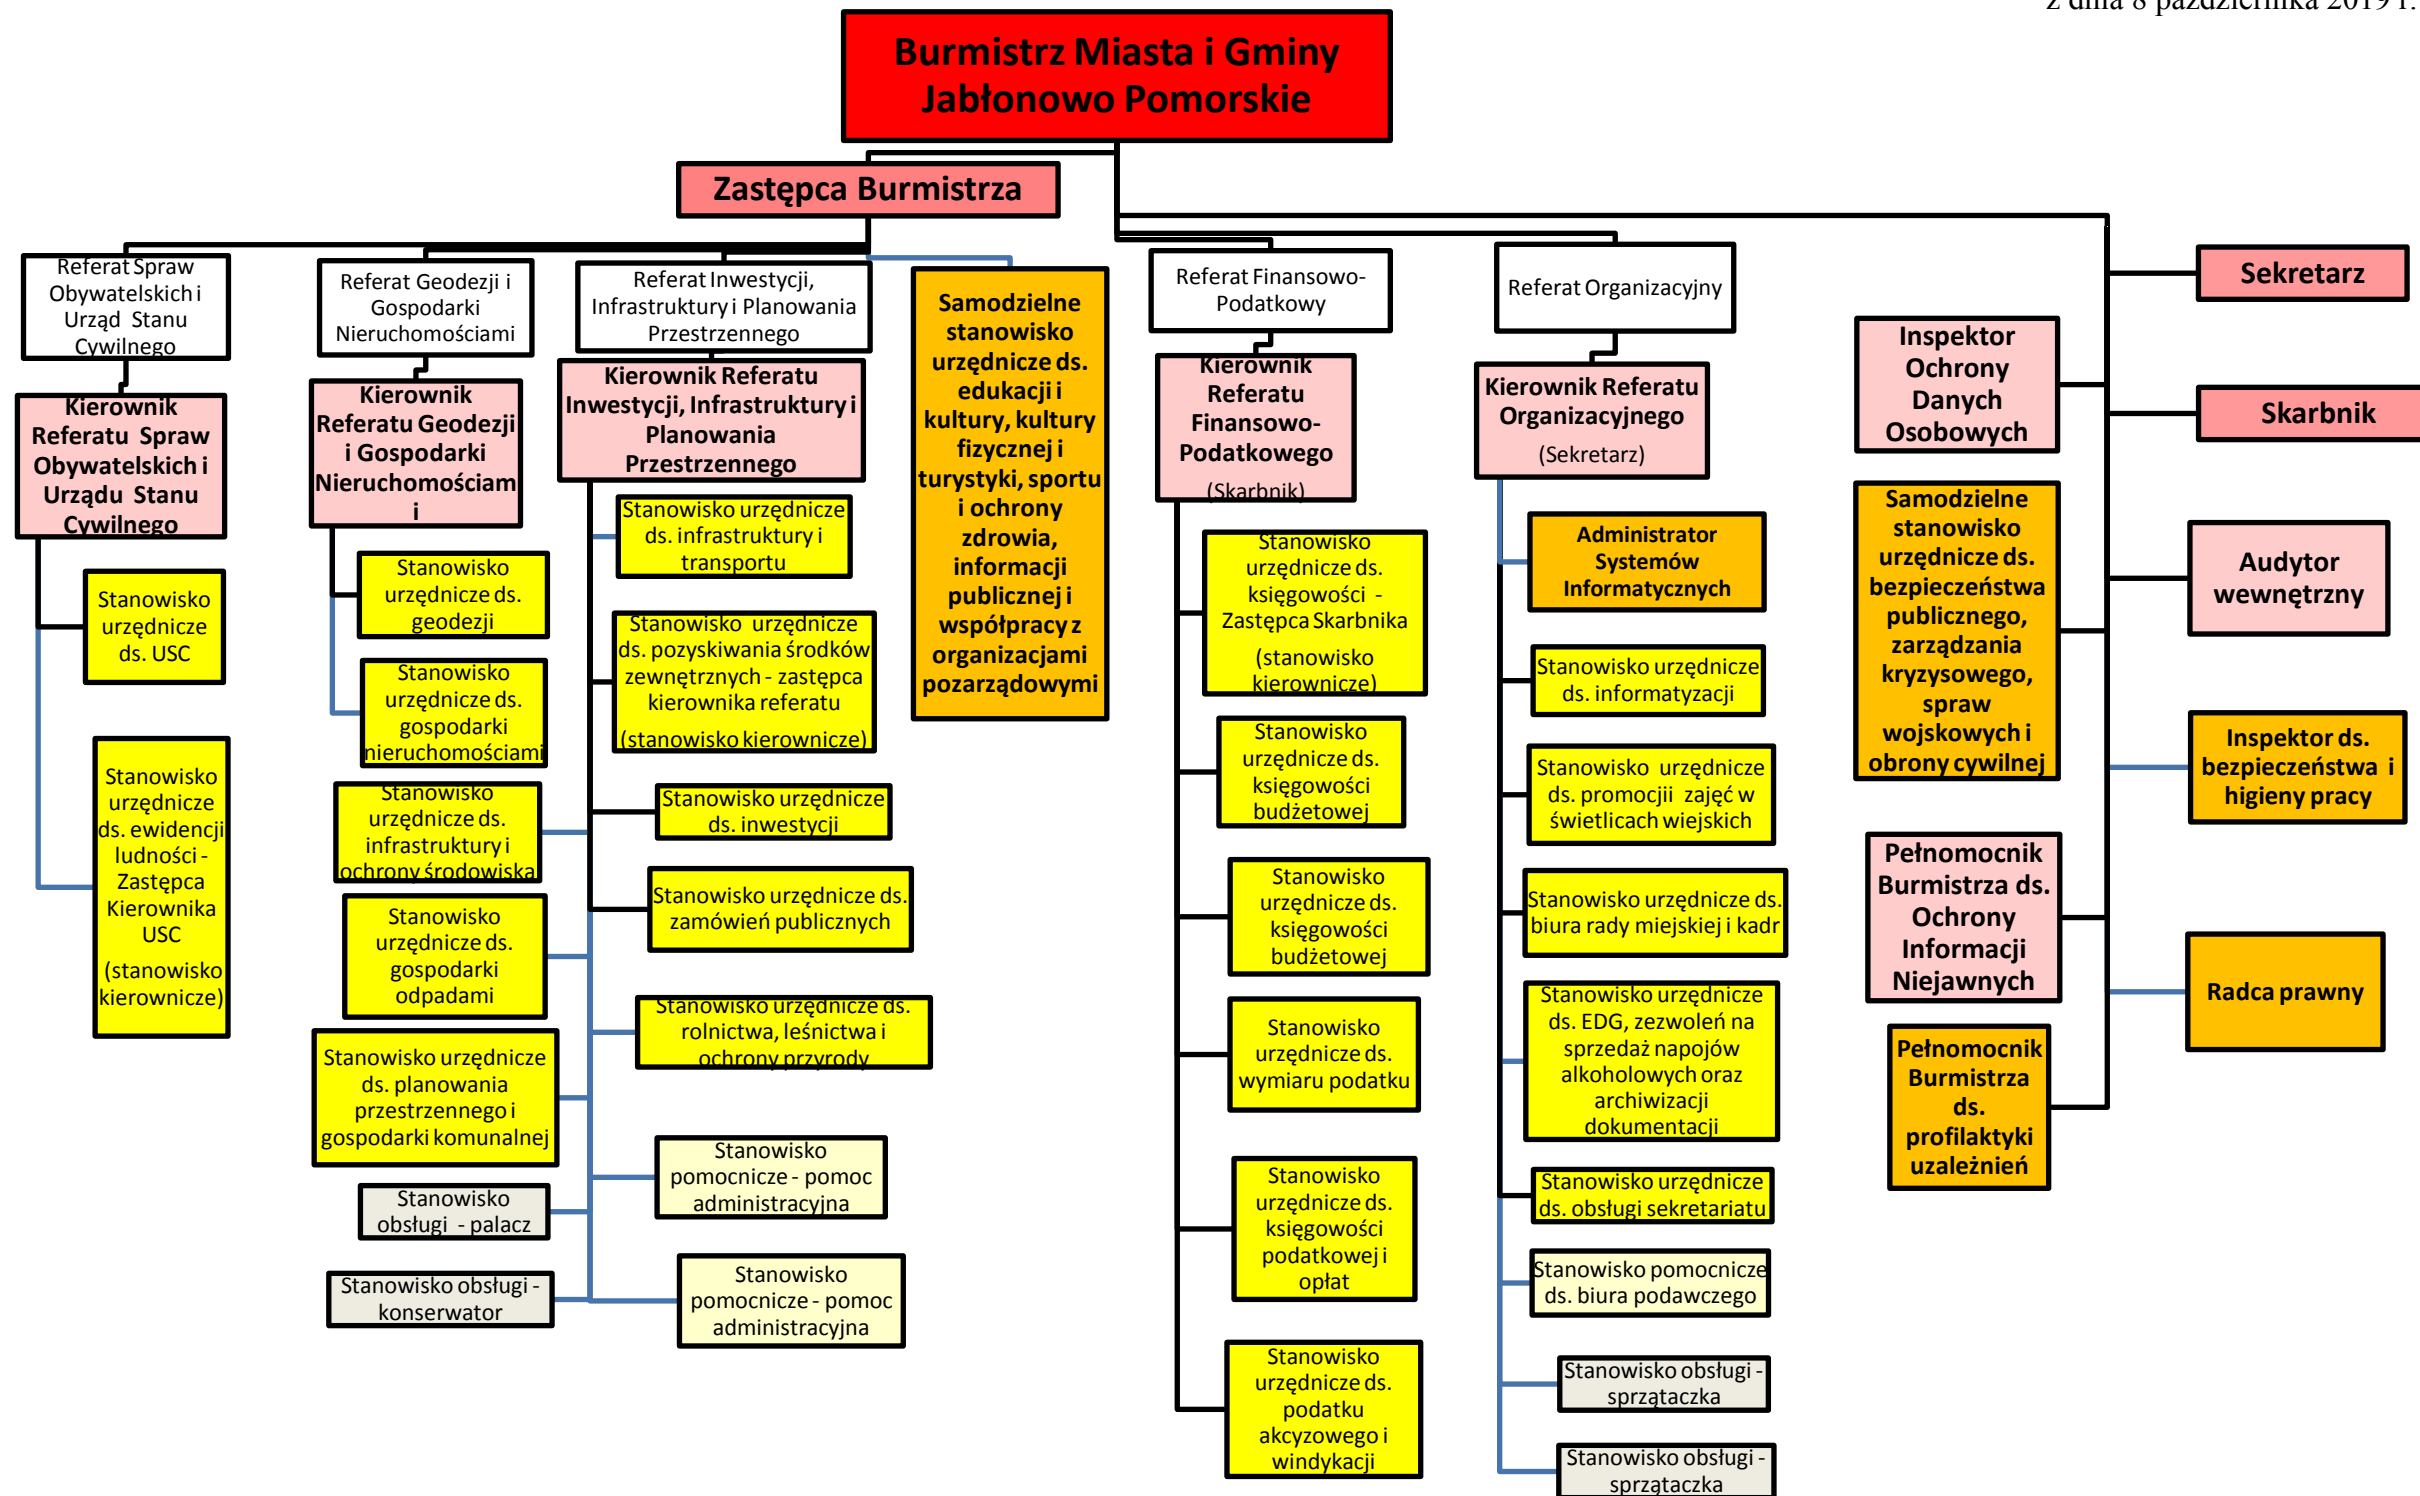 z dnia 8 października 2019 r.
Burmistrz Miasta i Gminy
Jabłonowo Pomorskie
Zastępca Burmistrza
Referat Spraw
Obywatelskich i
Urząd Stanu
Cywilnego
Kierownik
Referatu Spraw
Obywatelskich i
Urzędu Stanu
Cywilnego
Stanowisko
urzędnicze
ds. USC
Stanowisko
urzędnicze
ds. ewidencji
ludności -
Zastępca
Kierownika
USC
(stanowisko
kierownicze)
Referat Geodezji i
Gospodarki
Nieruchomościami
Kierownik
Referatu Geodezji
i Gospodarki
Nieruchomościam
i
Stanowisko
urzędnicze ds.
geodezji
Stanowisko
urzędnicze ds.
gospodarki
nieruchomościami
Referat Inwestycji,
Infrastruktury i Planowania
Przestrzennego
Kierownik Referatu
Inwestycji, Infrastruktury i
Planowania
Przestrzennego
Stanowisko urzędnicze
ds. infrastruktury i
transportu
Stanowisko urzędnicze
ds. pozyskiwania środków
zewnętrznych - zastępca
kierownika referatu
(stanowisko kierownicze)
Stanowisko urzędnicze
ds. inwestycji
Stanowisko
urzędnicze ds.
infrastruktury i
ochrony środowiska
Stanowisko urzędnicze ds.
zamówień publicznych
Stanowisko
urzędnicze ds.
gospodarki
odpadami
Stanowisko urzędnicze ds.
rolnictwa, leśnictwa i
ochrony przyrody
Stanowisko urzędnicze
ds. planowania
przestrzennego i
gospodarki komunalnej
Stanowisko
pomocnicze - pomoc
administracyjna
Stanowisko
obsługi - palacz
Stanowisko
pomocnicze - pomoc
administracyjna
Stanowisko obsługi -
konserwator
Samodzielne
stanowisko
urzędnicze ds.
edukacji i
kultury, kultury
fizycznej i
turystyki, sportu
i ochrony
zdrowia,
informacji
publicznej i
współpracy z
organizacjami
pozarządowymi
Referat Finansowo-
Podatkowy
Kierownik
Referatu
Finansowo-
Podatkowego
(Skarbnik)
Stanowisko
urzędnicze ds.
księgowości -
Zastępca Skarbnika
(stanowisko
kierownicze)
Stanowisko
urzędnicze ds.
księgowości
budżetowej
Stanowisko
urzędnicze ds.
księgowości
budżetowej
Stanowisko
urzędnicze ds.
wymiaru podatku
Stanowisko
urzędnicze ds.
księgowości
podatkowej i
opłat
Stanowisko
urzędnicze ds.
podatku
akcyzowego i
windykacji
Referat Organizacyjny
Kierownik Referatu
Organizacyjnego
(Sekretarz)
Administrator
Systemów
Informatycznych
Stanowisko urzędnicze
ds. informatyzacji
Stanowisko urzędnicze
ds. promocjii zajęć w
świetlicach wiejskich
Stanowisko urzędnicze ds.
biura rady miejskiej i kadr
Stanowisko urzędnicze
ds. EDG, zezwoleń na
sprzedaż napojów
alkoholowych oraz
archiwizacji
dokumentacji
Stanowisko urzędnicze
ds. obsługi sekretariatu
Stanowisko pomocnicze
ds. biura podawczego
Stanowisko obsługi -
sprzątaczka
Stanowisko obsługi -
sprzątaczka
Inspektor
Ochrony
Danych
Osobowych
Samodzielne
stanowisko
urzędnicze ds.
bezpieczeństwa
publicznego,
zarządzania
kryzysowego,
spraw
wojskowych i
obrony cywilnej
Pełnomocnik
Burmistrza ds.
Ochrony
Informacji
Niejawnych
Pełnomocnik
Burmistrza
ds.
profilaktyki
uzależnień
Sekretarz
Skarbnik
Audytor
wewnętrzny
Inspektor ds.
bezpieczeństwa i
higieny pracy
Radca prawny